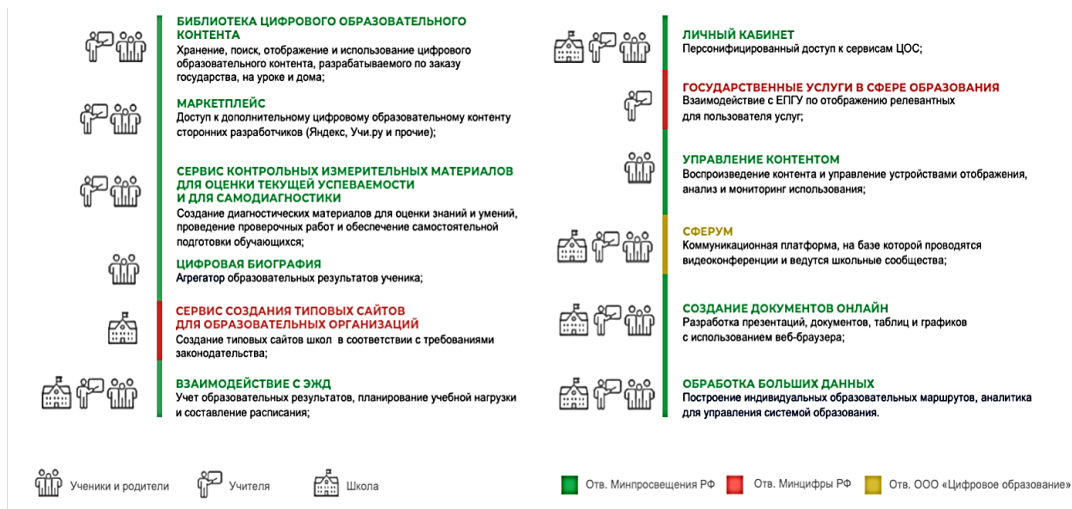 БИБЛИОТЕКА ЦИФРОВОГО ОБРАЗОВАТЕЛЬНОГО
КОНТЕНТА
Хранение, поиск, отображение и использование цифрового
образовательного контента, разрабатываемого по заказу
государства, на уроке и дома;
МАРКЕТПЛЕЙС
Доступ к дополнительному цифровому образовательному контенту
сторонних разработчиков (Яндекс, Учи.ру и прочие);
СЕРВИС КОНТРОЛЬНЫХ ИЗМЕРИТЕЛЬНЫХ МАТЕРИАЛОВ
ДЛЯ ОЦЕНКИ ТЕКУЩЕЙ УСПЕВАЕМОСТИ
И ДЛЯ САМОДИАГНОСТИКИ
Создание диагностических материалов для оценки знаний и умений,
проведение проверочных работ и обеспечение самостоятельной
подготовки обучающихся;
ЦИФРОВАЯ БИОГРАФИЯ
Агрегатор образовательных результатов ученика;
СЕРВИС СОЗДАНИЯ ТИПОВЫХ САЙТОВ
ДЛЯ ОБРАЗОВАТЕЛЬНЫХ ОРГАНИЗАЦИЙ
Создание типовых сайтов школ в соответствии с требованиями
законодательства;
ВЗАИМОДЕЙСТВИЕ С ЭЖД
Учет образовательных результатов, планирование учебной нагрузки
и составление расписания;
ЛИЧНЫЙ КАБИНЕТ
Персонифицированный доступ к сервисам ЦОС;
ГОСУДАРСТВЕННЫЕ УСЛУГИ В СФЕРЕ ОБРАЗОВАНИЯ
Взаимодействие с ЕПГУ по отображению релевантных
для пользователя услуг;
УПРАВЛЕНИЕ КОНТЕНТОМ
Воспроизведение контента и управление устройствами отображения,
анализ и мониторинг использования;
СФЕРУМ
Коммуникационная платформа, на базе которой проводятся
видеоконференции и ведутся школьные сообщества;
СОЗДАНИЕ ДОКУМЕНТОВ ОНЛАЙН
Разработка презентаций, документов, таблиц и графиков
с использованием веб-браузера;
ОБРАБОТКА БОЛЬШИХ ДАННЫХ
Построение индивидуальных образовательных маршрутов, аналитика
для управления системой образования.
Ученики и родители
Учителя
Школа
Отв. Минпросвещения РФ
Отв. Минцифры РФ
Отв. ООО «Цифровое образование»